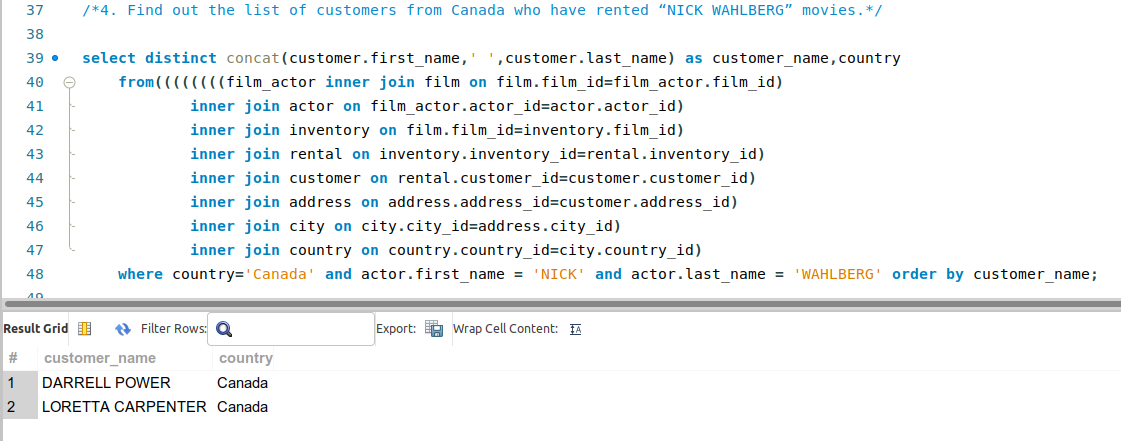 37 /*4. Find out the list of customers from Canada who have rented “NICK WAHLBERG” movies.*/
38
39 select distinct concat(customer.first_name,' ',customer.last_name) as customer_name,country
40 from((((((((film_actor inner join film on film.film_id=film_actor.film_id)
41 inner join actor on film_actor.actor_id=actor.actor_id)
42 inner join inventory on film.film_id=inventory.film_id)
43 inner join rental on inventory.inventory_id=rental.inventory_id)
44 inner join customer on rental.customer_id=customer.customer_id)
45 inner join address on address.address_id=customer.address_id)
46 inner join city on city.city_id=address.city_id)
47 inner join country on country.country_id=city.country_id)
48 where country='Canada' and actor.first_name = 'NICK' and actor.last_name = 'WAHLBERG' order by customer_name;
49
Result Grid Filter Rows: Export: Wrap Cell Content:
# customer_name country
1 DARRELL POWER Canada
2 LORETTA CARPENTER Canada